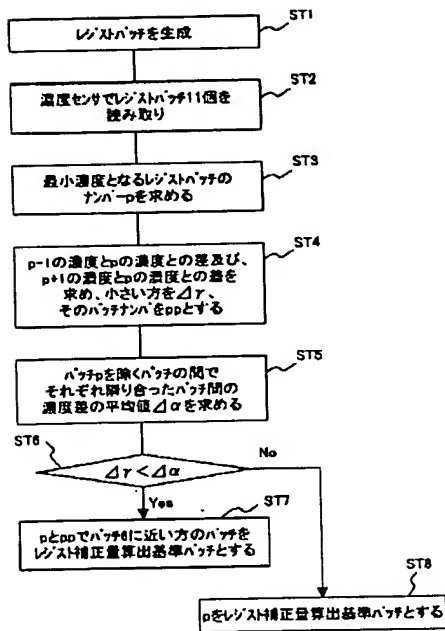 ST1
レジストパッチを生成
ST2
濃度センサでレジストパッチ11個を
読み取り
ST3
最小濃度となるレジストパッチの
ナンバーpを求める
ST4
p-1の濃度とpの濃度との差及び、
p+1の濃度とpの濃度との差を
求め、小さい方をΔγ、
そのパッチナンバをppとする
ST5
パッチpを除くパッチの間で
それぞれ隣り合ったパッチ間の
濃度差の平均値Δαを求める
ST6
Δγ<Δα
No
Yes
ST7
pとppでパッチ6に近い方のパッチを
レジスト補正量算出基準パッチとする
ST8
pをレジスト補正量算出基準パッチとする